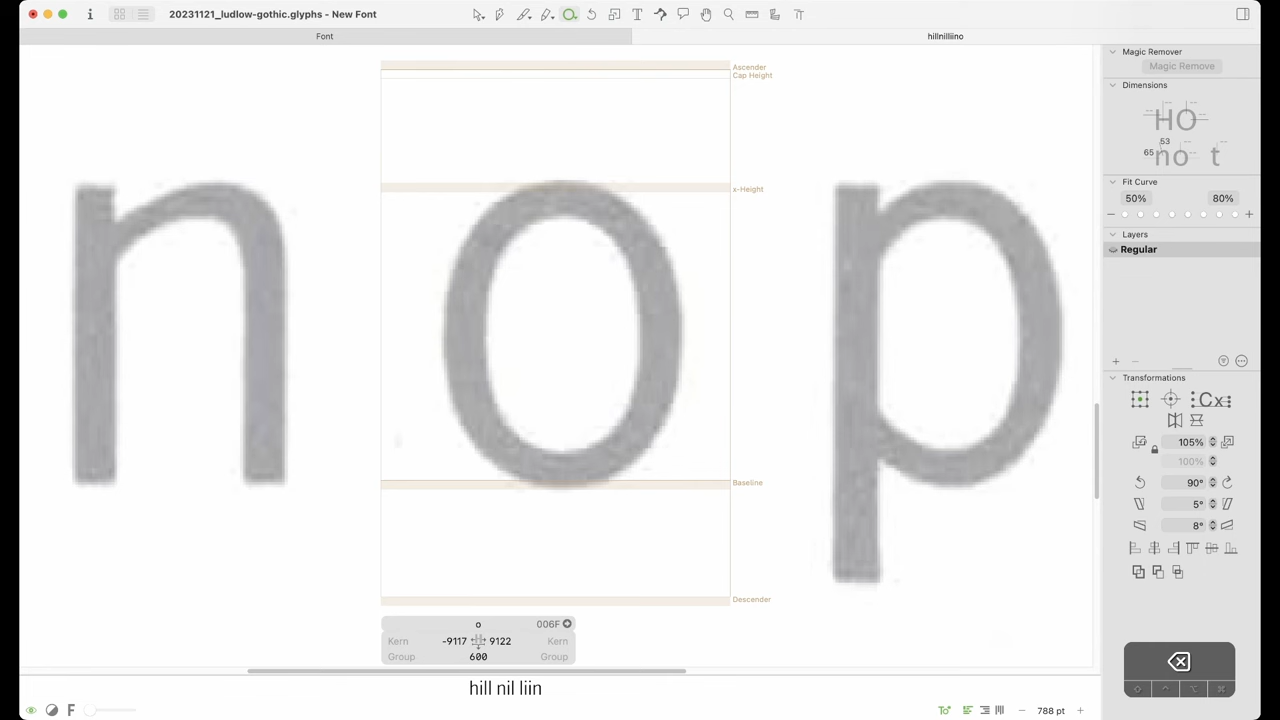 20231121_ludlow-gothic.glyphs - New Font
Font
hillnilliino
Magic Remover
Magic Remove
Dimensions
HO
53
65
no t
Fit Curve
50%
80%
Layers
Regular
Ascender
Cap Height
x-Height
Baseline
Descender
n o p
Transformations
105%
100%
90°
5°
8°
o
006F
Kern
-9117
9122
Kern
Group
600
Group
hill nil liin
F
788 pt